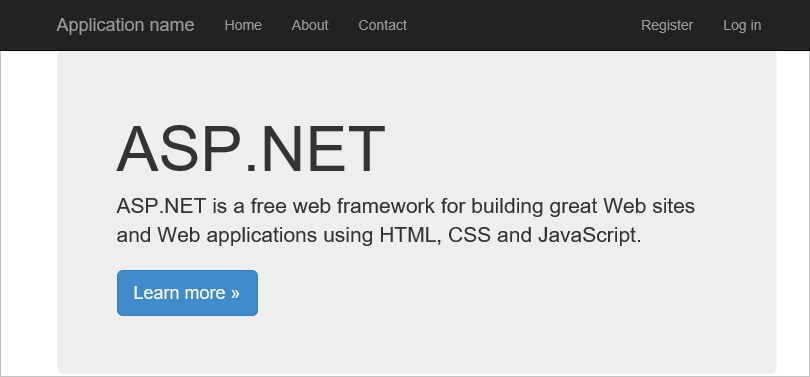 Application name Home About Contact Register Log in
ASP.NET
ASP.NET is a free web framework for building great Web sites
and Web applications using HTML, CSS and JavaScript.
Learn more »